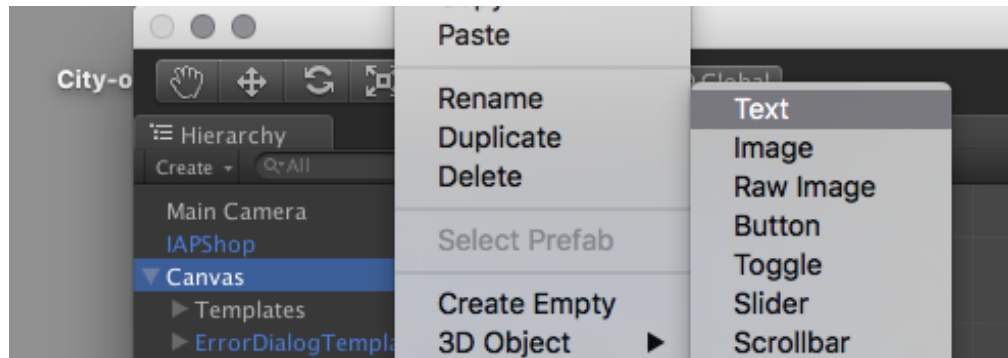 Paste
City-o
Global
Rename
Duplicate
Delete
Text
Image
Raw Image
Button
Toggle
Slider
Scrollbar
Hierarchy
Create
All
Main Camera
IAPShop
Canvas
Templates
ErrorDialogTempla
Select Prefab
Create Empty
3D Object